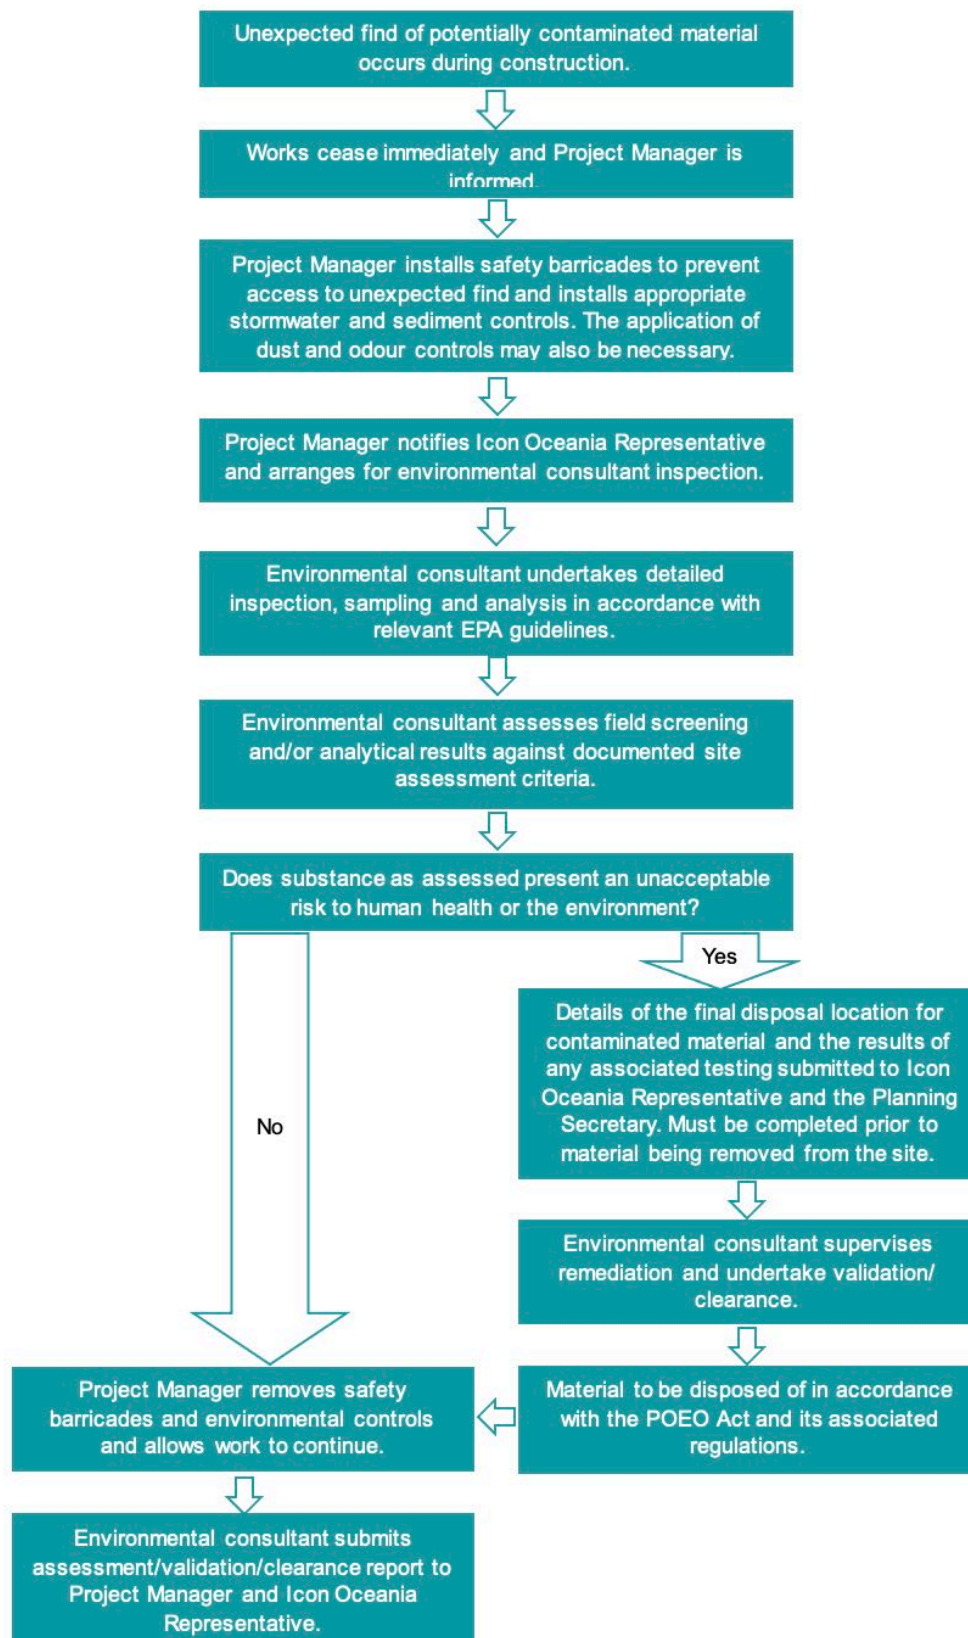 Unexpected find of potentially contaminated material
occurs during construction.
Works cease immediately and Project Manager is
informed.
Project Manager installs safety barricades to prevent
access to unexpected find and installs appropriate
stormwater and sediment controls. The application of
dust and odour controls may also be necessary.
Project Manager notifies Icon Oceania Representative
and arranges for environmental consultant inspection.
Environmental consultant undertakes detailed
inspection, sampling and analysis in accordance with
relevant EPA guidelines.
Environmental consultant assesses field screening
and/or analytical results against documented site
assessment criteria.
Does substance as assessed present an unacceptable
risk to human health or the environment?
Yes
Details of the final disposal location for
contaminated material and the results of
any associated testing submitted to Icon
Oceania Representative and the Planning
Secretary. Must be completed prior to
material being removed from the site.
No
Environmental consultant supervises
remediation and undertake validation/
clearance.
Material to be disposed of in accordance
with the POEO Act and its associated
regulations.
Project Manager removes safety
barricades and environmental controls
and allows work to continue.
Environmental consultant submits
assessment/validation/clearance report to
Project Manager and Icon Oceania
Representative.